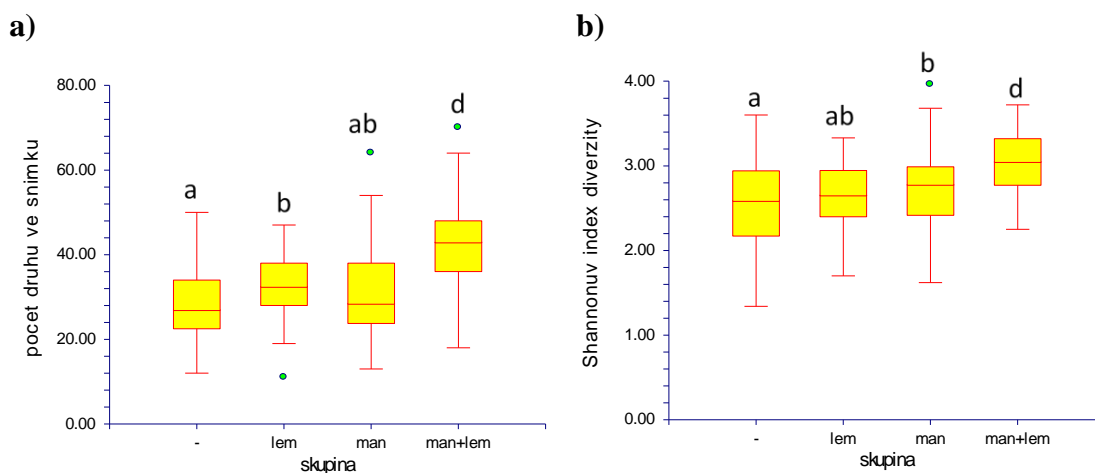 a)
80.00
60.00
40.00
20.00
0.00
pocet druhu ve snimku
a
b
ab
d
-
lem
man
man+lem
skupina
b)
4.00
3.00
2.00
1.00
0.00
Shannonuv index diverzity
a
ab
b
d
-
lem
man
man+lem
skupina